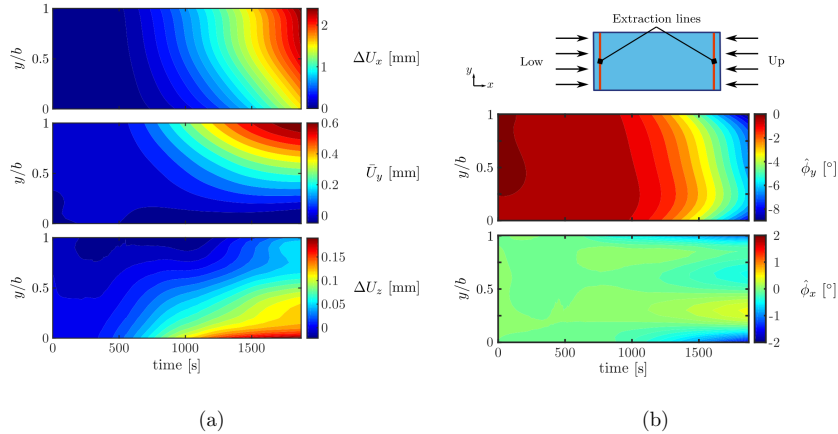 1
0.5
0
y/b
2
1
0
ΔU_x [mm]
1
0.5
0
y/b
0.6
0.4
0.2
0
Ū_y [mm]
1
0.5
0
y/b
0.15
0.1
0.05
0
ΔU_z [mm]
0 500 1000 1500
time [s]
(a)
Extraction lines
Low
Up
y
x
1
0.5
0
y/b
0
-2
-4
-6
-8
ϕ̂_y [°]
1
0.5
0
y/b
2
1
0
-1
-2
ϕ̂_x [°]
0 500 1000 1500
time [s]
(b)